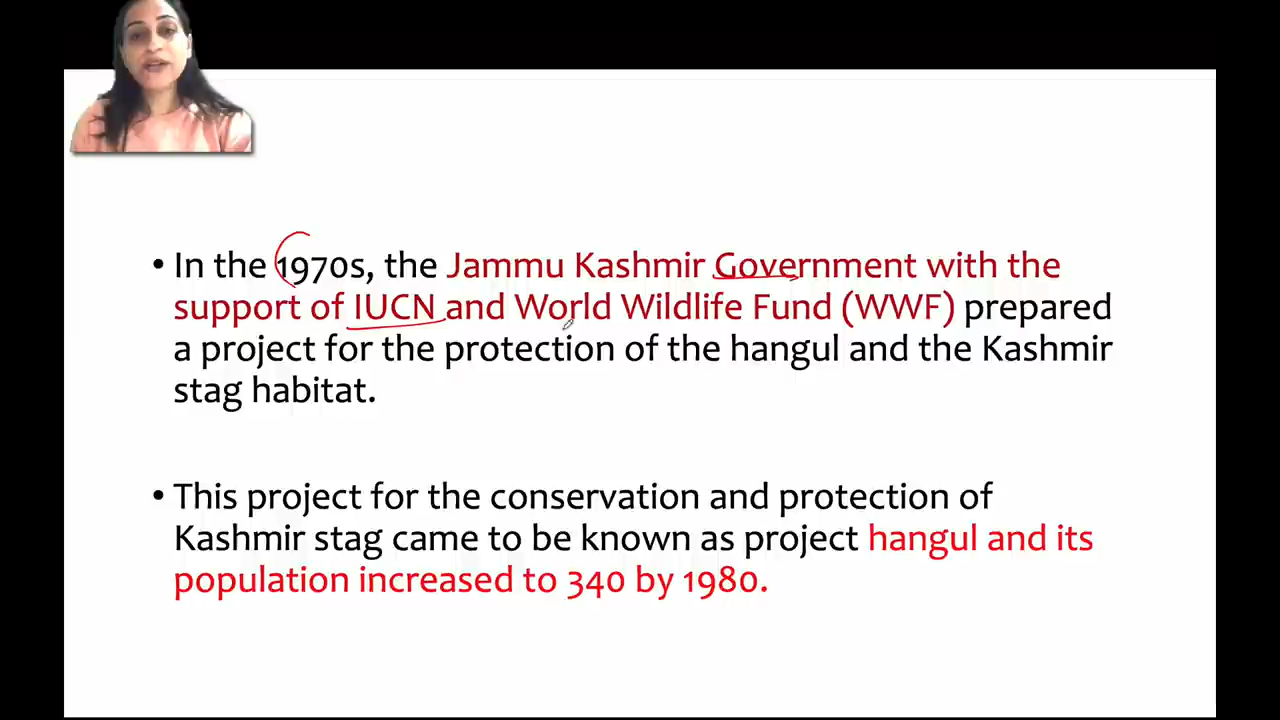 • In the 1970s, the Jammu Kashmir Government with the
support of IUCN and World Wildlife Fund (WWF) prepared
a project for the protection of the hangul and the Kashmir
stag habitat.
• This project for the conservation and protection of
Kashmir stag came to be known as project hangul and its
population increased to 340 by 1980.